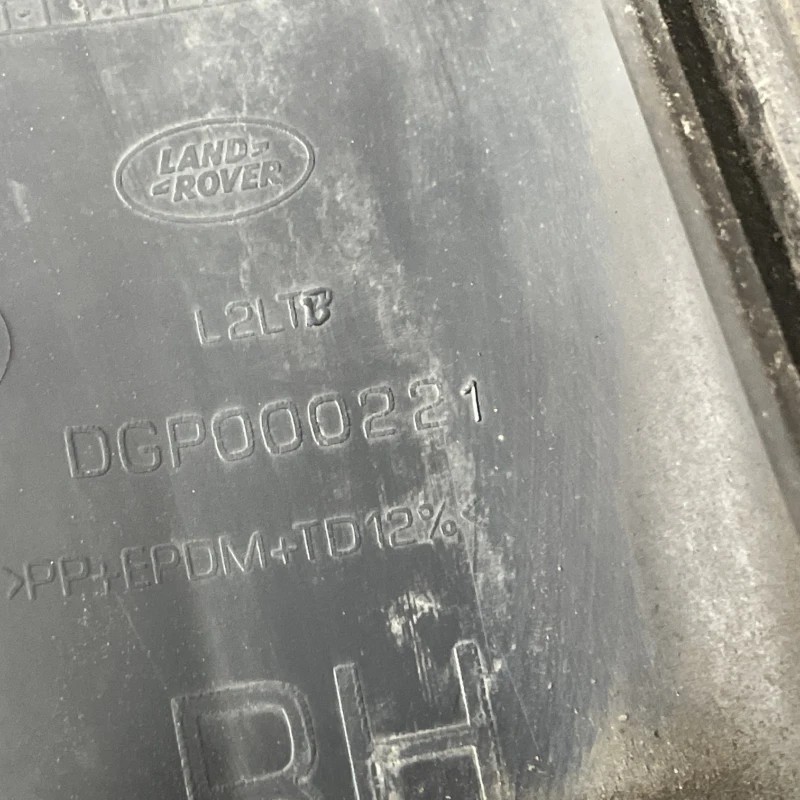 LAND-
-ROVER
L2LTB
DGP000221
>PP+EPDM+TD12%<
RH